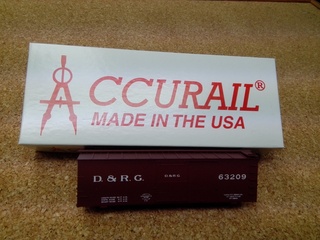 ACCURAIL®
MADE IN THE USA
D. & R. G. 63209